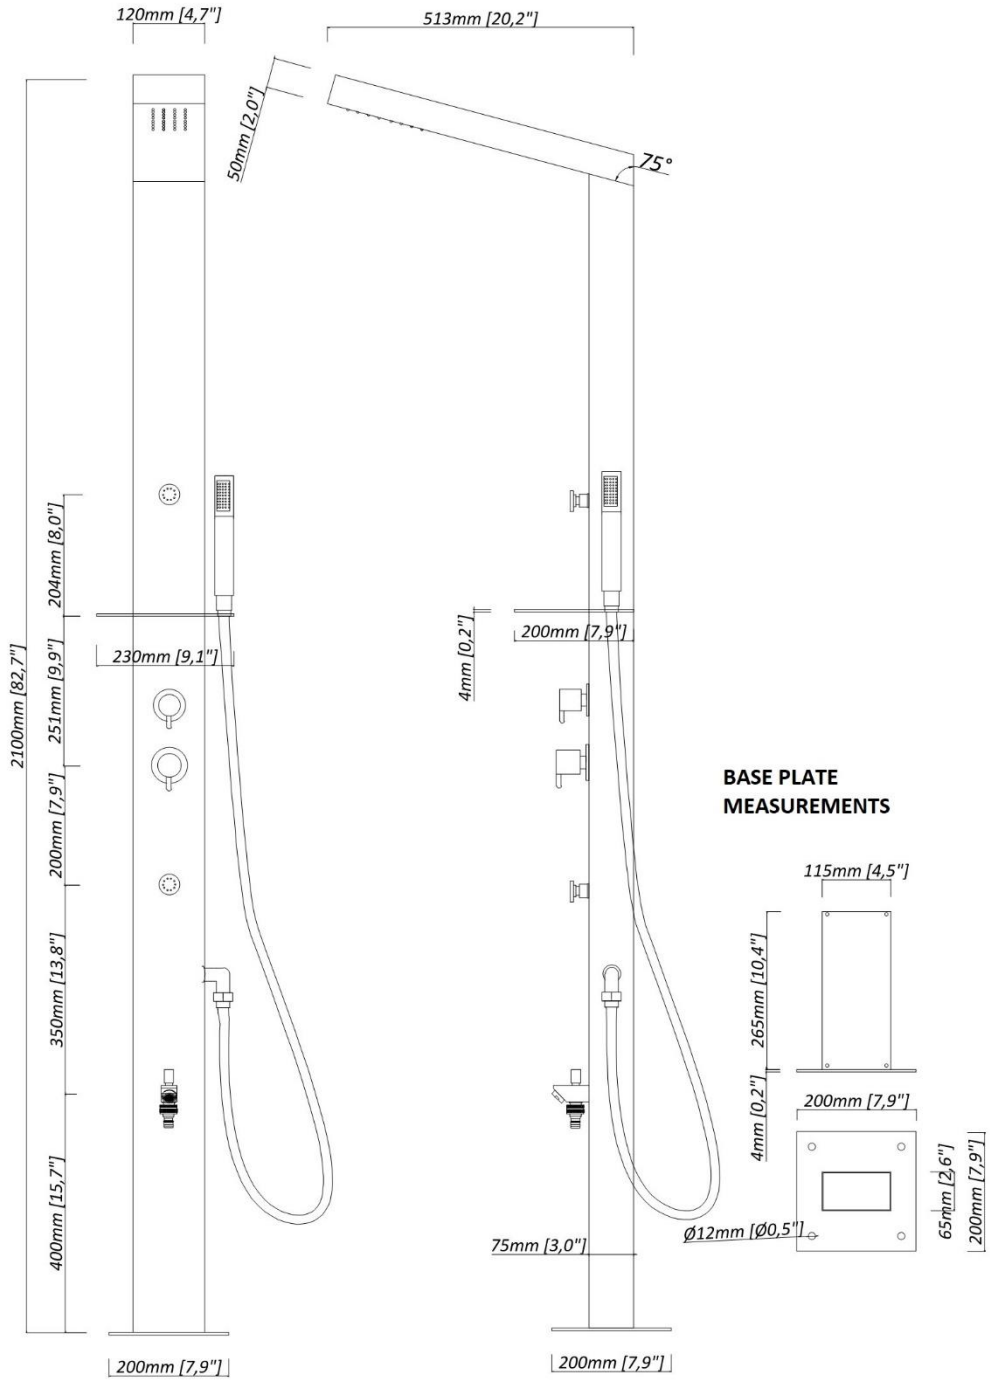 120mm [4,7"]
513mm [20,2"]
50mm [2,0"]
75°
2100mm [82,7"]
204mm [8,0"]
251mm [9,9"]
200mm [7,9"]
350mm [13,8"]
400mm [15,7"]
230mm [9,1"]
200mm [7,9"]
4mm [0,2"]
200mm [7,9"]
75mm [3,0"]
200mm [7,9"]
BASE PLATE
MEASUREMENTS
115mm [4,5"]
265mm [10,4"]
4mm [0,2"]
200mm [7,9"]
65mm [2,6"]
200mm [7,9"]
Ø12mm [Ø0,5"]